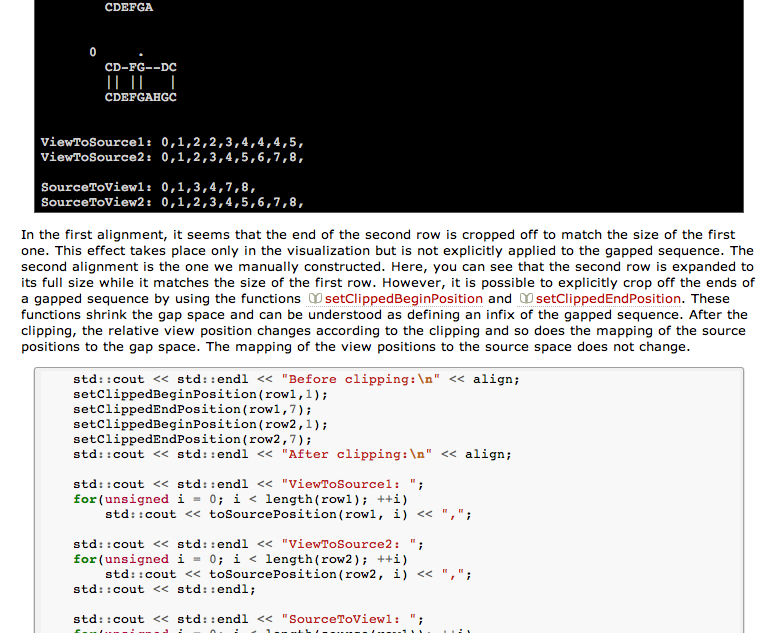 CDEFGA
0 .
CD-FG--DC
|| || |
CDEFGAHGC
ViewToSource1: 0,1,2,2,3,4,4,4,5,
ViewToSource2: 0,1,2,3,4,5,6,7,8,
SourceToView1: 0,1,3,4,7,8,
SourceToView2: 0,1,2,3,4,5,6,7,8,
In the first alignment, it seems that the end of the second row is cropped off to match the size of the first
one. This effect takes place only in the visualization but is not explicitly applied to the gapped sequence. The
second alignment is the one we manually constructed. Here, you can see that the second row is expanded to
its full size while it matches the size of the first row. However, it is possible to explicitly crop off the ends of
a gapped sequence by using the functions setClippedBeginPosition and setClippedEndPosition. These
functions shrink the gap space and can be understood as defining an infix of the gapped sequence. After the
clipping, the relative view position changes according to the clipping and so does the mapping of the source
positions to the gap space. The mapping of the view positions to the source space does not change.
std::cout << std::endl << "Before clipping:\n" << align;
setClippedBeginPosition(row1,1);
setClippedEndPosition(row1,7);
setClippedBeginPosition(row2,1);
setClippedEndPosition(row2,7);
std::cout << std::endl << "After clipping:\n" << align;
std::cout << std::endl << "ViewToSource1: ";
for(unsigned i = 0; i < length(row1); ++i)
std::cout << toSourcePosition(row1, i) << ",";
std::cout << std::endl << "ViewToSource2: ";
for(unsigned i = 0; i < length(row2); ++i)
std::cout << toSourcePosition(row2, i) << ",";
std::cout << std::endl;
std::cout << std::endl << "SourceToView1: ";